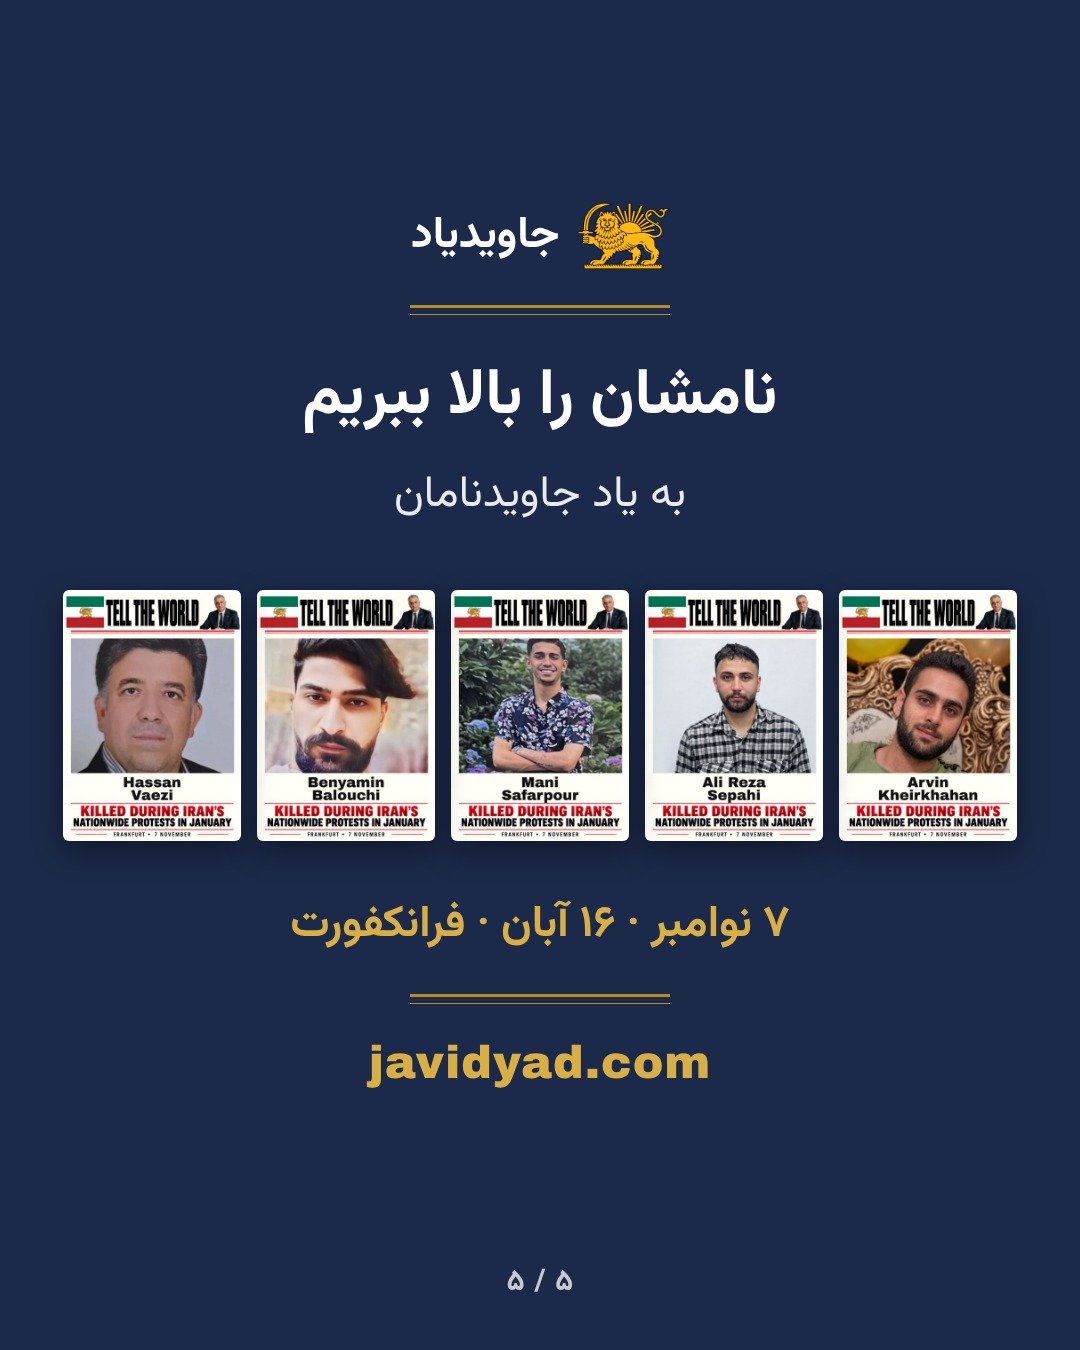 جاویدیاد
نامشان را بالا ببریم
به یاد جاویدنامان
TELL THE WORLD
Hassan
Vaezi
KILLED DURING IRAN'S
NATIONWIDE PROTESTS IN JANUARY
FRANKFURT • 7 NOVEMBER
TELL THE WORLD
Benyamin
Balouchi
KILLED DURING IRAN'S
NATIONWIDE PROTESTS IN JANUARY
FRANKFURT • 7 NOVEMBER
TELL THE WORLD
Mani
Safarpour
KILLED DURING IRAN'S
NATIONWIDE PROTESTS IN JANUARY
FRANKFURT • 7 NOVEMBER
TELL THE WORLD
Ali Reza
Sepahi
KILLED DURING IRAN'S
NATIONWIDE PROTESTS IN JANUARY
FRANKFURT • 7 NOVEMBER
TELL THE WORLD
Arvin
Kheirkhahan
KILLED DURING IRAN'S
NATIONWIDE PROTESTS IN JANUARY
FRANKFURT • 7 NOVEMBER
۷ نوامبر · ۱۶ آبان · فرانکفورت
javidyad.com
۵ / ۵